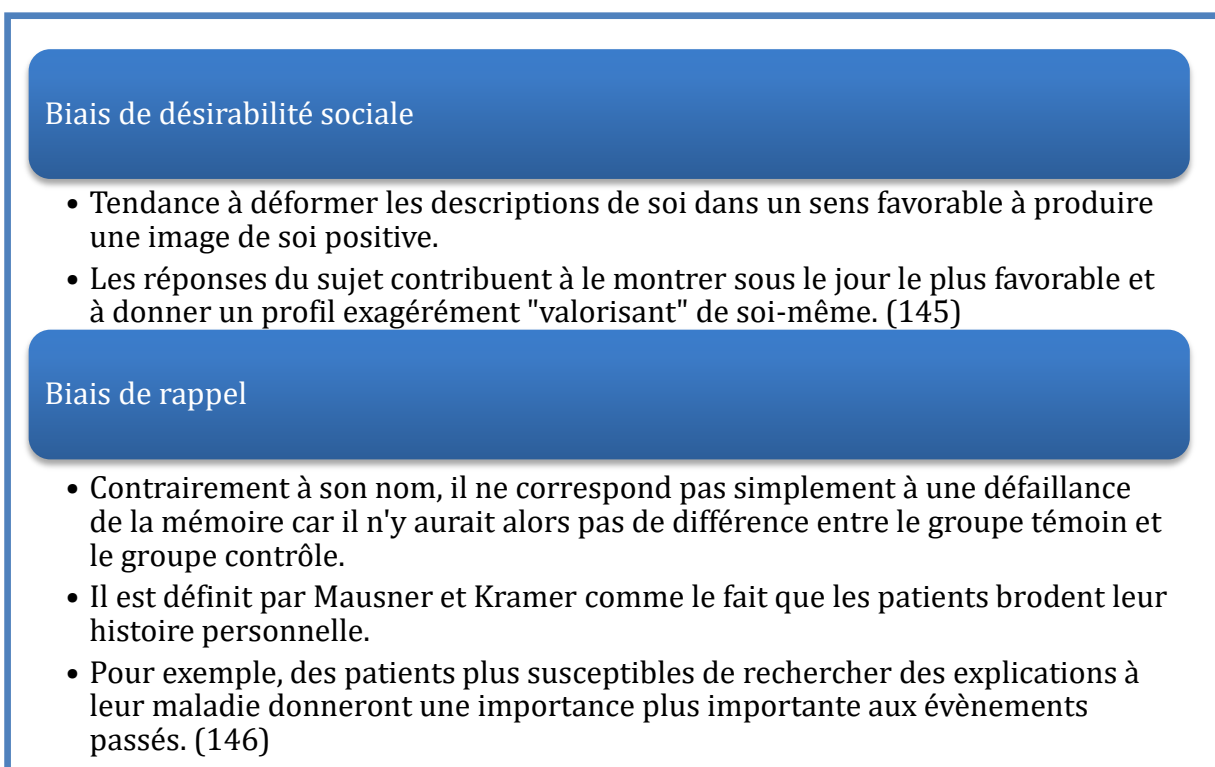 Biais de désirabilité sociale
• Tendance à déformer les descriptions de soi dans un sens favorable à produire
une image de soi positive.
• Les réponses du sujet contribuent à le montrer sous le jour le plus favorable et
à donner un profil exagérément "valorisant" de soi-même. (145)
Biais de rappel
• Contrairement à son nom, il ne correspond pas simplement à une défaillance
de la mémoire car il n'y aurait alors pas de différence entre le groupe témoin et
le groupe contrôle.
• Il est définit par Mausner et Kramer comme le fait que les patients brodent leur
histoire personnelle.
• Pour exemple, des patients plus susceptibles de rechercher des explications à
leur maladie donneront une importance plus importante aux évènements
passés. (146)